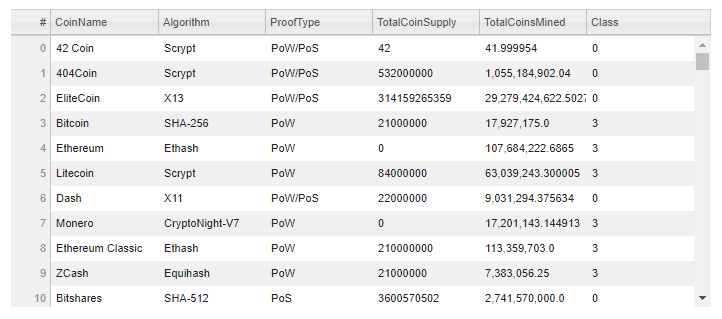 # CoinName Algorithm ProofType TotalCoinSupply TotalCoinsMined Class
0 42 Coin Scrypt PoW/PoS 42 41.999954 0
1 404Coin Scrypt PoW/PoS 532000000 1,055,184,902.04 0
2 EliteCoin X13 PoW/PoS 314159265359 29,279,424,622.5027 0
3 Bitcoin SHA-256 PoW 21000000 17,927,175.0 3
4 Ethereum Ethash PoW 0 107,684,222.6865 3
5 Litecoin Scrypt PoW 84000000 63,039,243.300005 3
6 Dash X11 PoW/PoS 22000000 9,031,294.375634 0
7 Monero CryptoNight-V7 PoW 0 17,201,143.144913 3
8 Ethereum Classic Ethash PoW 210000000 113,359,703.0 3
9 ZCash Equihash PoW 21000000 7,383,056.25 3
10 Bitshares SHA-512 PoS 3600570502 2,741,570,000.0 0